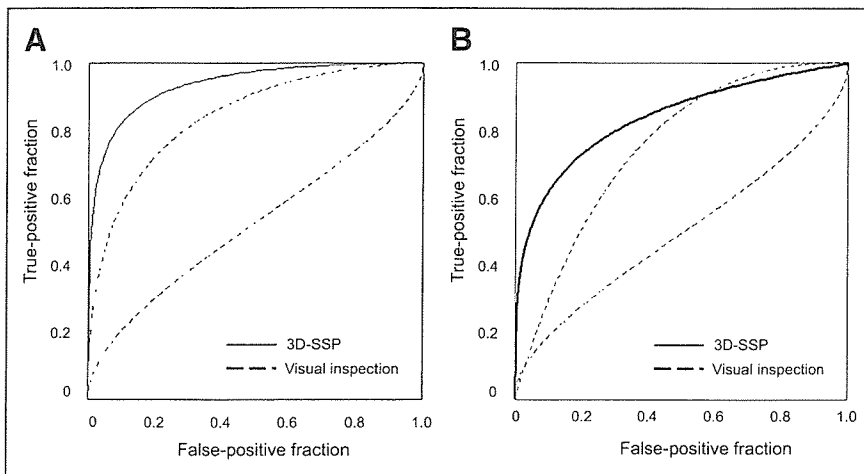 A
1.0
0.8
0.6
0.4
0.2
0
True-positive fraction
3D-SSP
Visual inspection
0 0.2 0.4 0.6 0.8 1.0
False-positive fraction
B
1.0
0.8
0.6
0.4
0.2
0
True-positive fraction
3D-SSP
Visual inspection
0 0.2 0.4 0.6 0.8 1.0
False-positive fraction